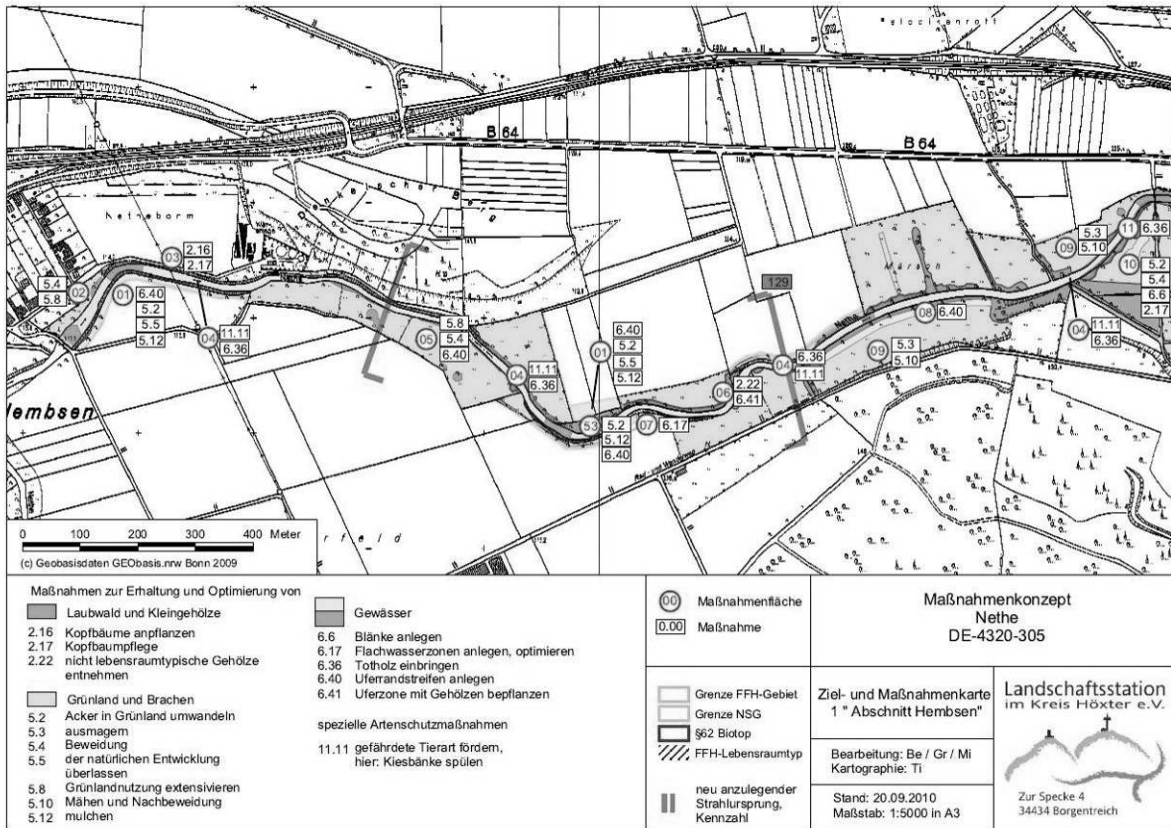 B 64
B 64
Netheborn
03
2.16
2.17
5.4
5.8
02
01
6.40
5.2
5.5
5.12
04
11.11
6.36
05
5.8
5.4
6.40
04
11.11
6.36
01
6.40
5.2
5.5
5.12
53
5.2
5.12
6.40
07
6.17
06
2.22
6.41
129
04
6.36
11.11
Nethe
08
6.40
09
5.3
5.10
09
5.3
5.10
11
6.36
10
5.2
5.4
6.6
2.17
04
11.11
6.36
Hembsen
0 100 200 300 400 Meter
(c) Geobasisdaten GEObasis.nrw Bonn 2009
Maßnahmen zur Erhaltung und Optimierung von
Laubwald und Kleingehölze
2.16 Kopfbäume anpflanzen
2.17 Kopfbaumpflege
2.22 nicht lebensraumtypische Gehölze
entnehmen
Grünland und Brachen
5.2 Acker in Grünland umwandeln
5.3 ausmagern
5.4 Beweidung
5.5 der natürlichen Entwicklung
überlassen
5.8 Grünlandnutzung extensivieren
5.10 Mähen und Nachbeweidung
5.12 mulchen
Gewässer
6.6 Blänke anlegen
6.17 Flachwasserzonen anlegen, optimieren
6.36 Totholz einbringen
6.40 Uferrandstreifen anlegen
6.41 Uferzone mit Gehölzen bepflanzen
spezielle Artenschutzmaßnahmen
11.11 gefährdete Tierart fördern,
hier: Kiesbänke spülen
00 Maßnahmenfläche
0.00 Maßnahme
Grenze FFH-Gebiet
Grenze NSG
§62 Biotop
FFH-Lebensraumtyp
neu anzulegender
Strahlursprung,
Kennzahl
Maßnahmenkonzept
Nethe
DE-4320-305
Ziel- und Maßnahmenkarte
1 " Abschnitt Hembsen"
Bearbeitung: Be / Gr / Mi
Kartographie: Ti
Stand: 20.09.2010
Maßstab: 1:5000 in A3
Landschaftsstation
im Kreis Höxter e.V.
Zur Specke 4
34434 Borgentreich